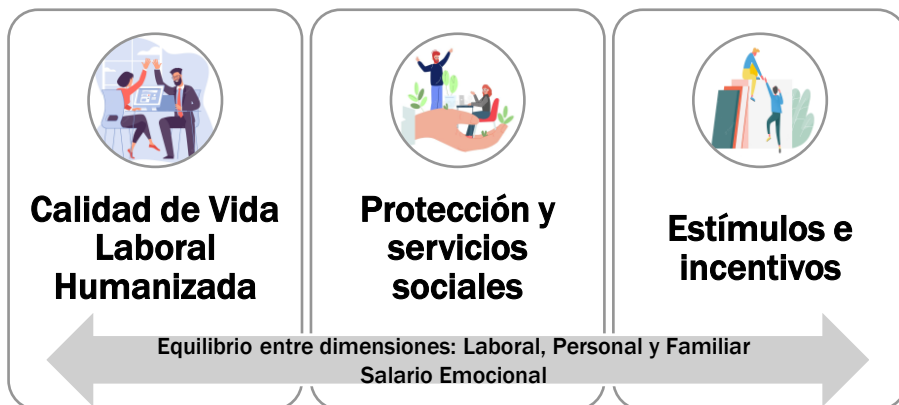 Calidad de Vida
Laboral
Humanizada
Protección y
servicios
sociales
Estímulos e
incentivos
Equilibrio entre dimensiones: Laboral, Personal y Familiar
Salario Emocional